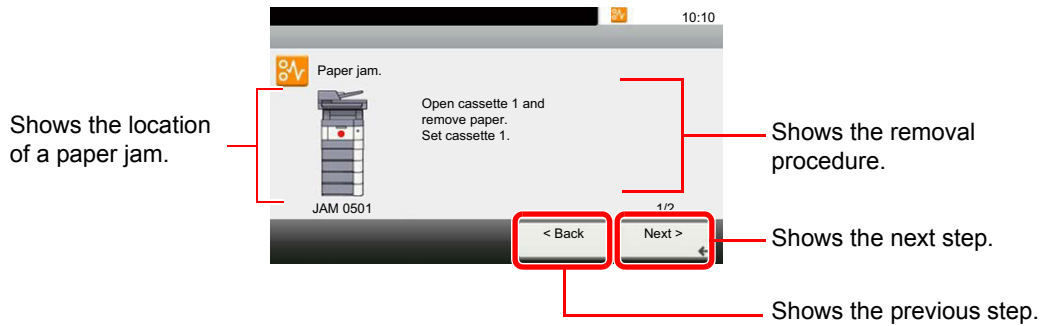 10:10
Paper jam.
Open cassette 1 and
remove paper.
Set cassette 1.
JAM 0501
1/2
< Back
Next >
Shows the location
of a paper jam.
Shows the removal
procedure.
Shows the next step.
Shows the previous step.